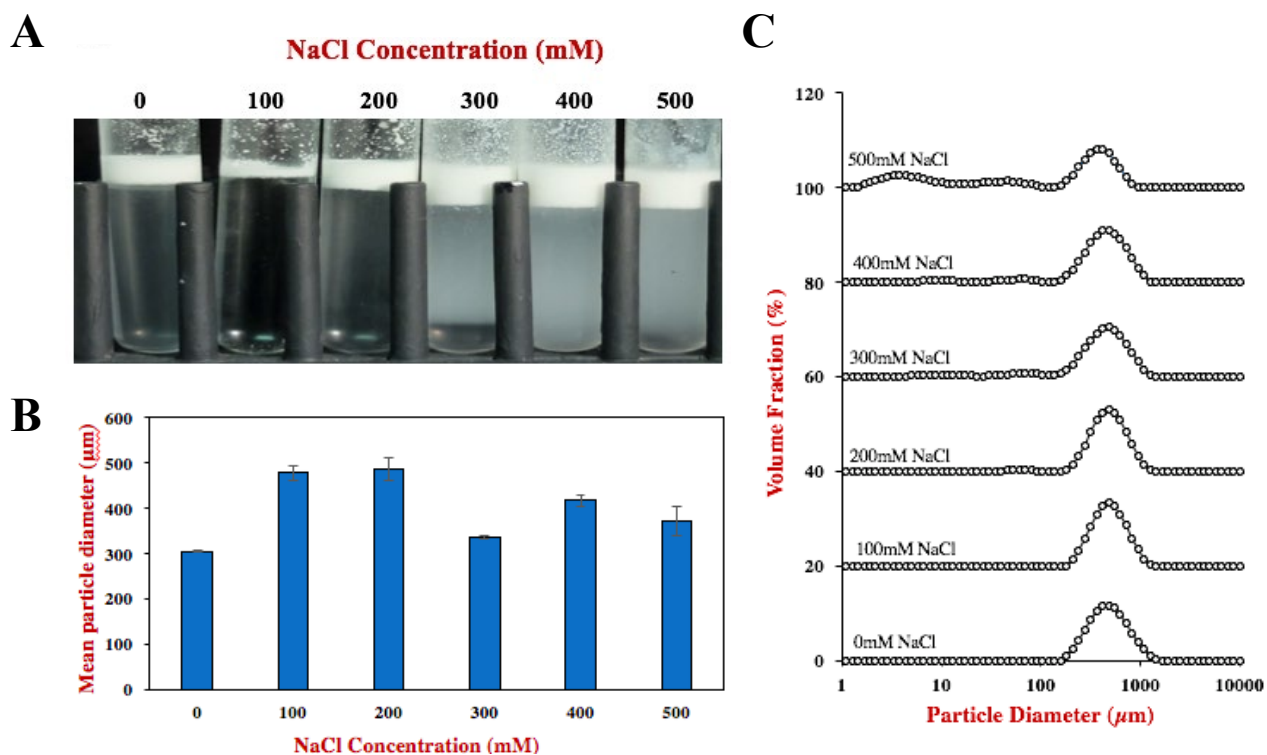 A
NaCl Concentration (mM)
0 100 200 300 400 500
B
600
500
400
300
200
100
0
Mean particle diameter (μm)
0 100 200 300 400 500
NaCl Concentration (mM)
C
120
100
80
60
40
20
0
Volume Fraction (%)
500mM NaCl
400mM NaCl
300mM NaCl
200mM NaCl
100mM NaCl
0mM NaCl
1 10 100 1000 10000
Particle Diameter (μm)